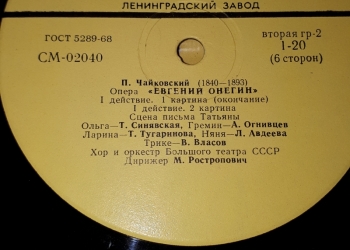 ЛЕНИНГРАДСКИЙ ЗАВОД
ГОСТ 5289-68
СМ-02040
вторая гр-2
1-20
(6 сторон)
П. Чайковский (1840—1893)
Опера «ЕВГЕНИЙ ОНЕГИН»
1 действие. 1 картина (окончание)
1 действие. 2 картина
Сцена письма Татьяны
Ольга—Т. Синявская, Гремин—А. Огнивцев
Ларина—Т. Тугаринова, Няня—Л. Авдеева
Трике—В. Власов
Хор и оркестр Большого театра СССР
Дирижер М. Ростропович